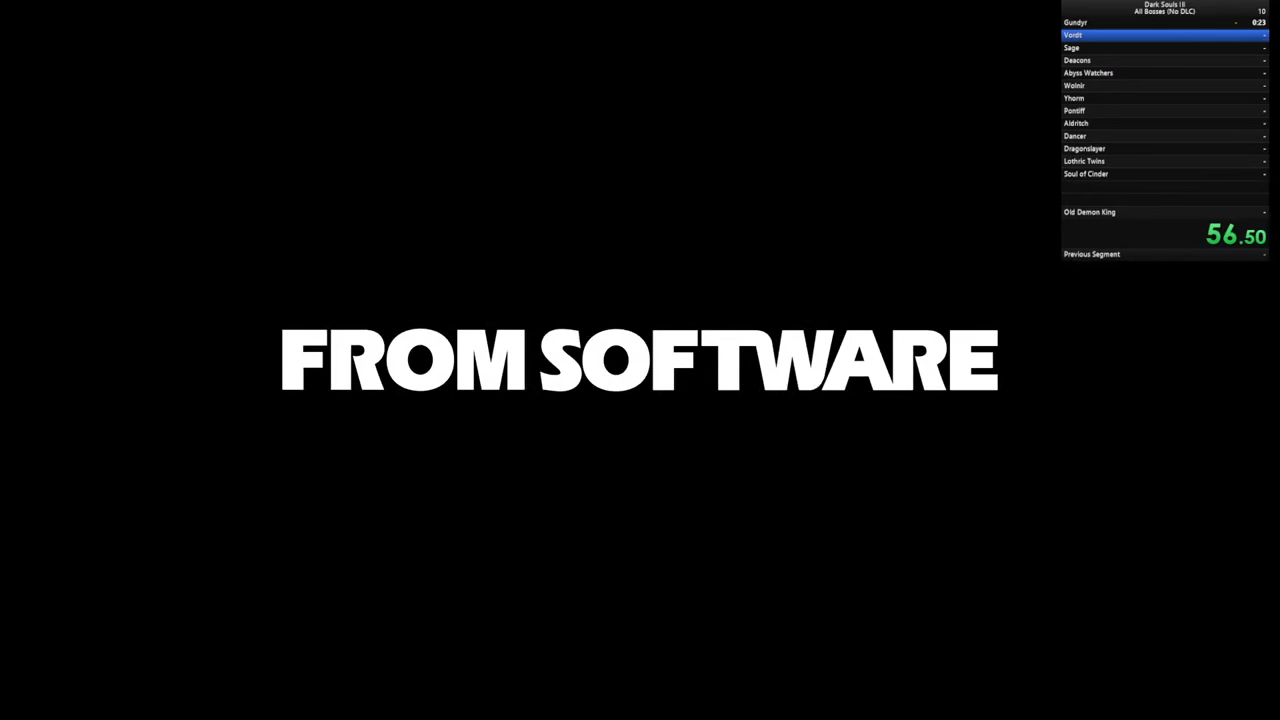 Dark Souls III
All Bosses (No DLC) 10
Gundyr - 0:23
Vordt -
Sage -
Deacons -
Abyss Watchers -
Wolnir -
Yhorm -
Pontiff -
Aldritch -
Dancer -
Dragonslayer -
Lothric Twins -
Soul of Cinder -
Old Demon King -
56.50
Previous Segment -
FROM SOFTWARE